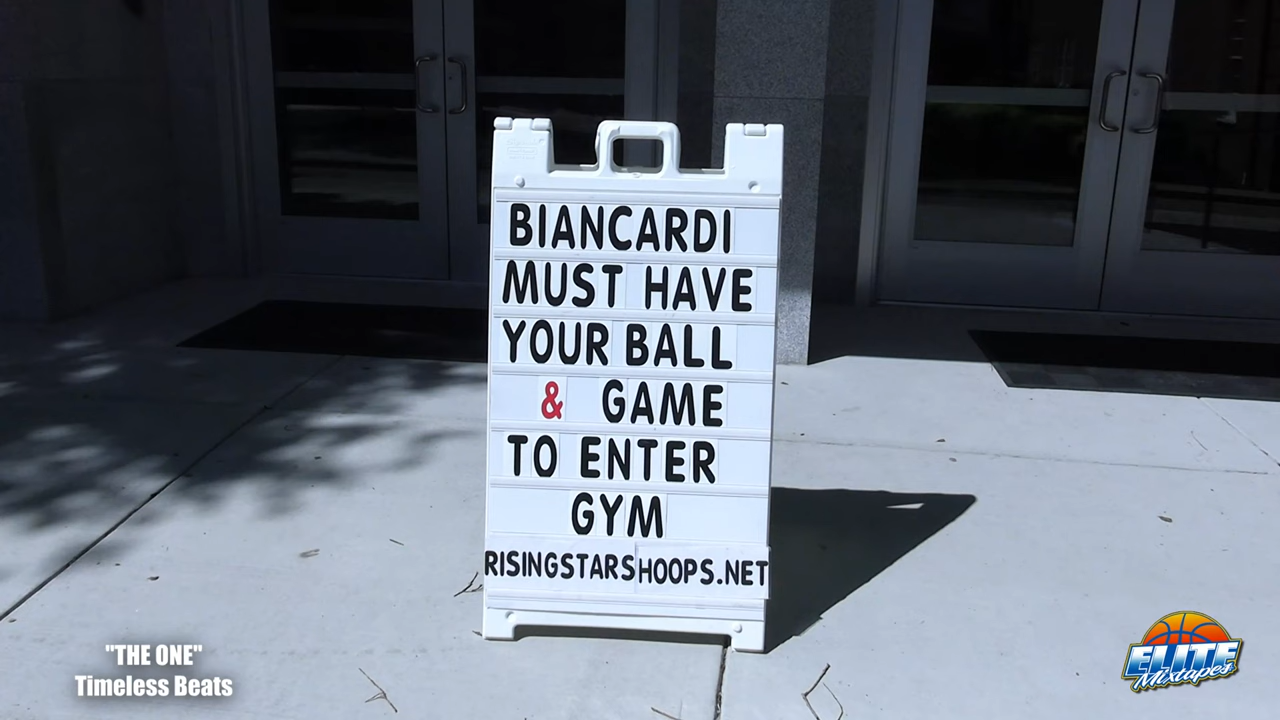 BIANCARDI
MUST HAVE
YOUR BALL
& GAME
TO ENTER
GYM
RISINGSTARSHOOPS.NET
"THE ONE"
Timeless Beats
ELITE
Mixtapes